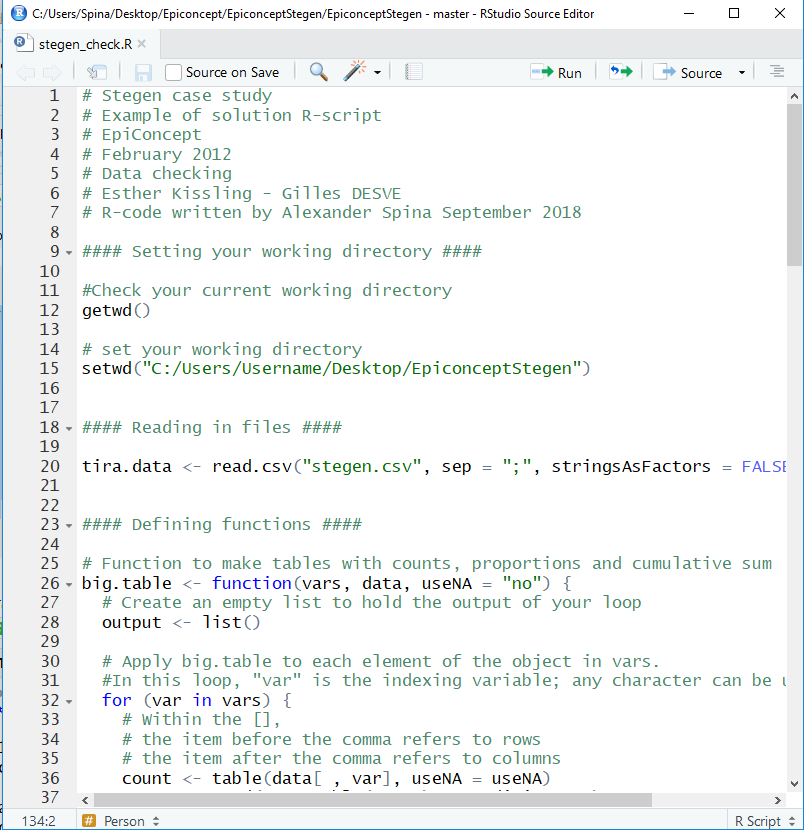 C:/Users/Spina/Desktop/Epiconcept/EpiconceptStegen/EpiconceptStegen - master - RStudio Source Editor
stegen_check.R
Source on Save
Run
Source
1 # Stegen case study
2 # Example of solution R-script
3 # EpiConcept
4 # February 2012
5 # Data checking
6 # Esther Kissling - Gilles DESVE
7 # R-code written by Alexander Spina September 2018
8
9 #### Setting your working directory ####
10
11 #Check your current working directory
12 getwd()
13
14 # set your working directory
15 setwd("C:/Users/Username/Desktop/EpiconceptStegen")
16
17
18 #### Reading in files ####
19
20 tira.data <- read.csv("stegen.csv", sep = ";", stringsAsFactors = FALSE
21
22
23 #### Defining functions ####
24
25 # Function to make tables with counts, proportions and cumulative sum
26 big.table <- function(vars, data, useNA = "no") {
27   # Create an empty list to hold the output of your loop
28   output <- list()
29
30   # Apply big.table to each element of the object in vars.
31   #In this loop, "var" is the indexing variable; any character can be u
32   for (var in vars) {
33     # Within the [],
34     # the item before the comma refers to rows
35     # the item after the comma refers to columns
36     count <- table(data[ , var], useNA = useNA)
37
134:2
# Person
R Script